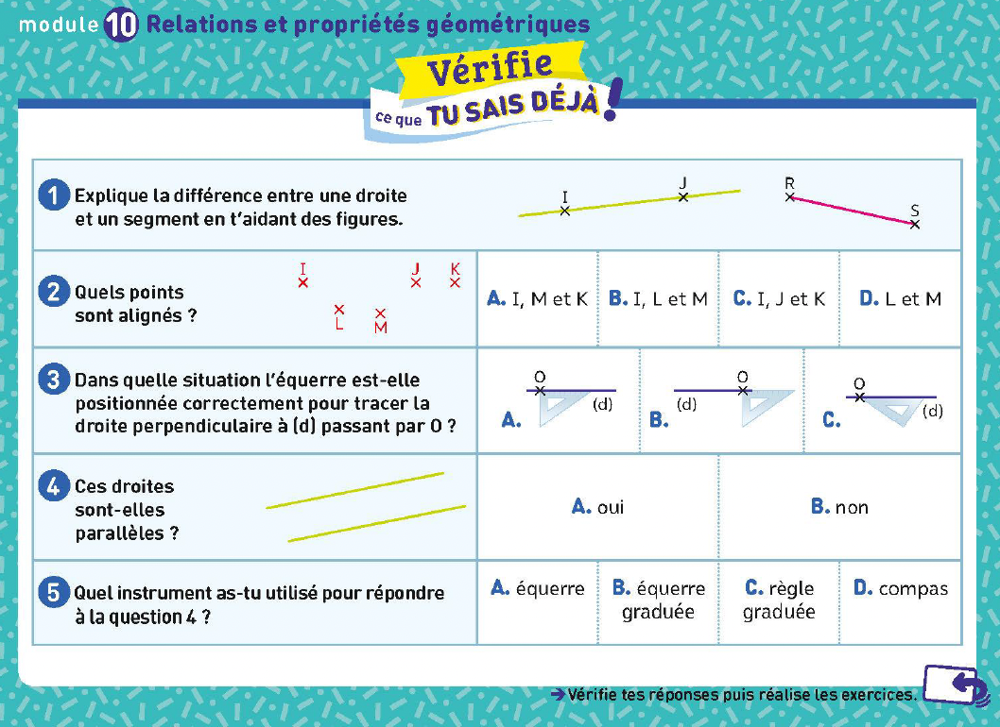 module 10 Relations et propriétés géométriques
Vérifie
ce que TU SAIS DÉJÀ !
1 Explique la différence entre une droite
et un segment en t'aidant des figures.
I
J
R
S
2 Quels points
sont alignés ?
I
J
K
L
M
A. I, M et K
B. I, L et M
C. I, J et K
D. L et M
3 Dans quelle situation l'équerre est-elle
positionnée correctement pour tracer la
droite perpendiculaire à (d) passant par O ?
O
(d)
A.
O
(d)
B.
O
(d)
C.
4 Ces droites
sont-elles
parallèles ?
A. oui
B. non
5 Quel instrument as-tu utilisé pour répondre
à la question 4 ?
A. équerre
B. équerre
graduée
C. règle
graduée
D. compas
→ Vérifie tes réponses puis réalise les exercices.